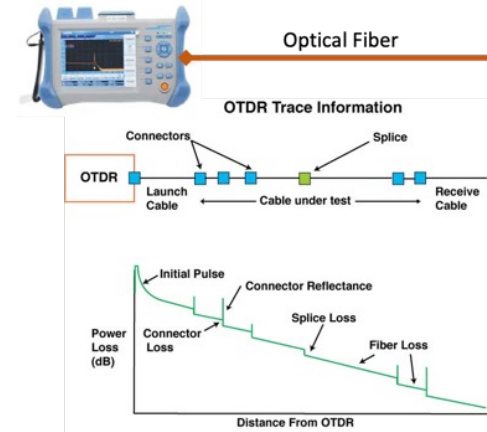 Optical Fiber
OTDR Trace Information
Connectors
Splice
OTDR
Launch
Cable
Cable under test
Receive
Cable
Initial Pulse
Connector Reflectance
Power
Loss
(dB)
Connector
Loss
Splice Loss
Fiber Loss
Distance From OTDR